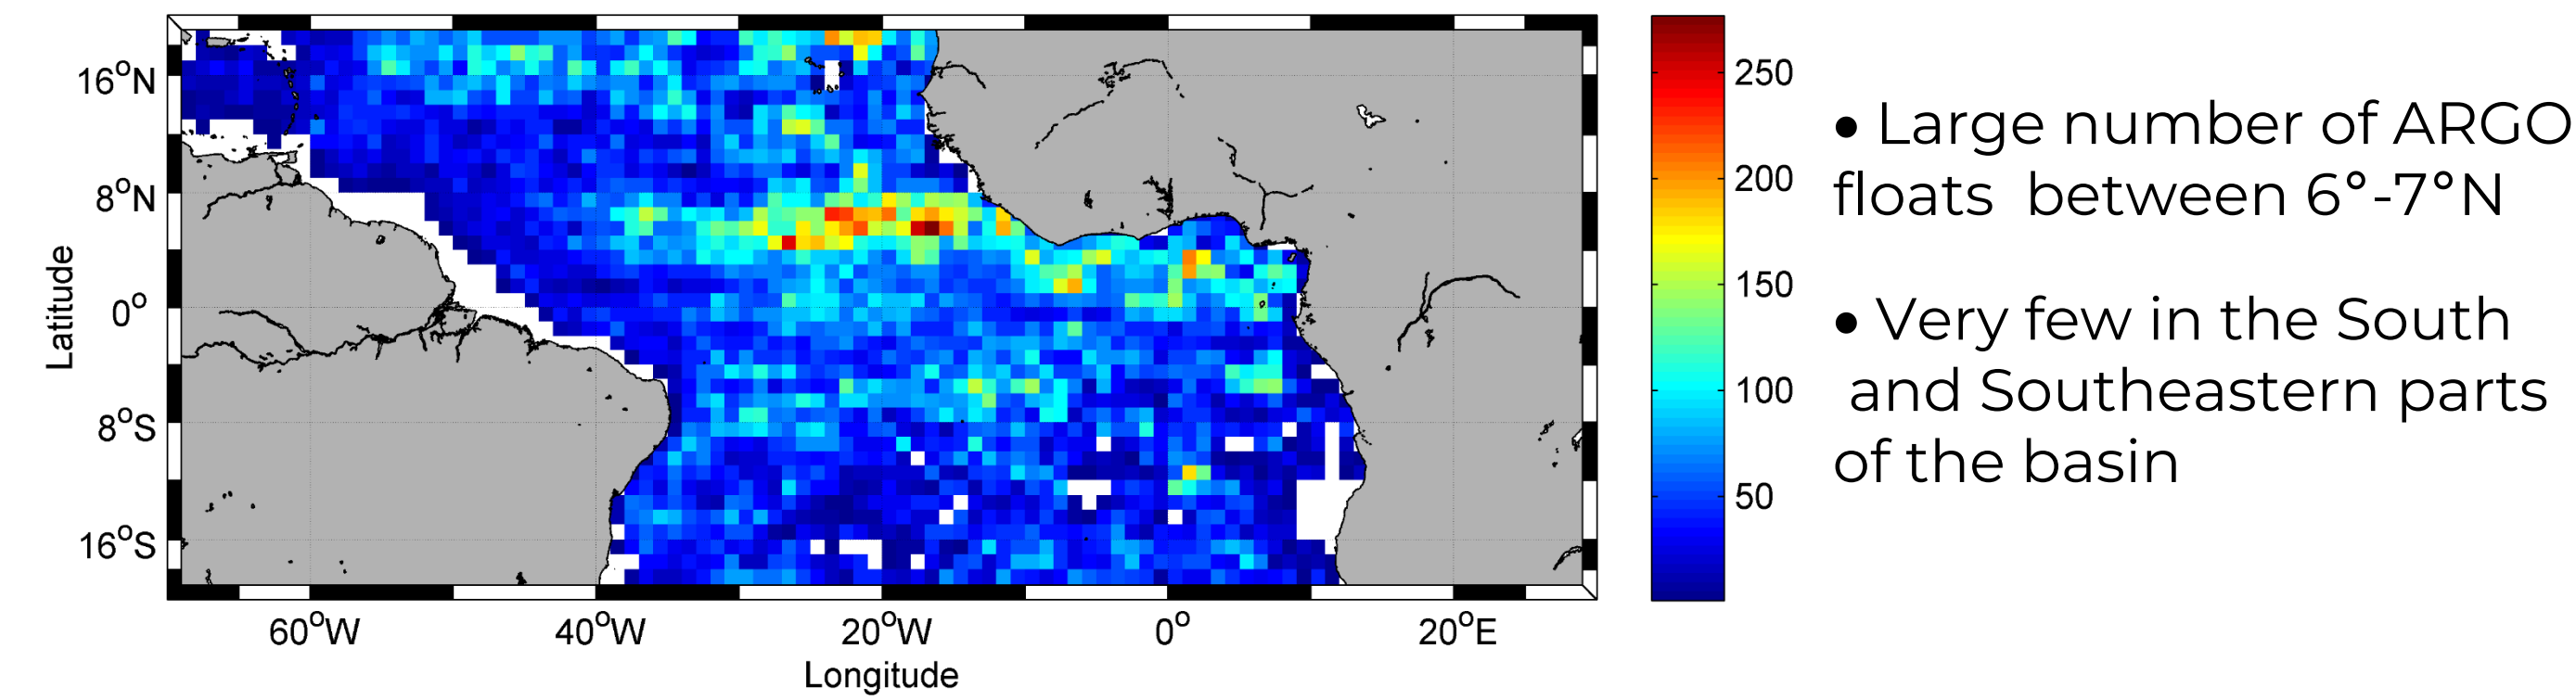 16°N
8°N
0°
8°S
16°S
Latitude
60°W
40°W
20°W
0°
20°E
Longitude
250
200
150
100
50
• Large number of ARGO
floats  between 6°-7°N
• Very few in the South
and Southeastern parts
of the basin